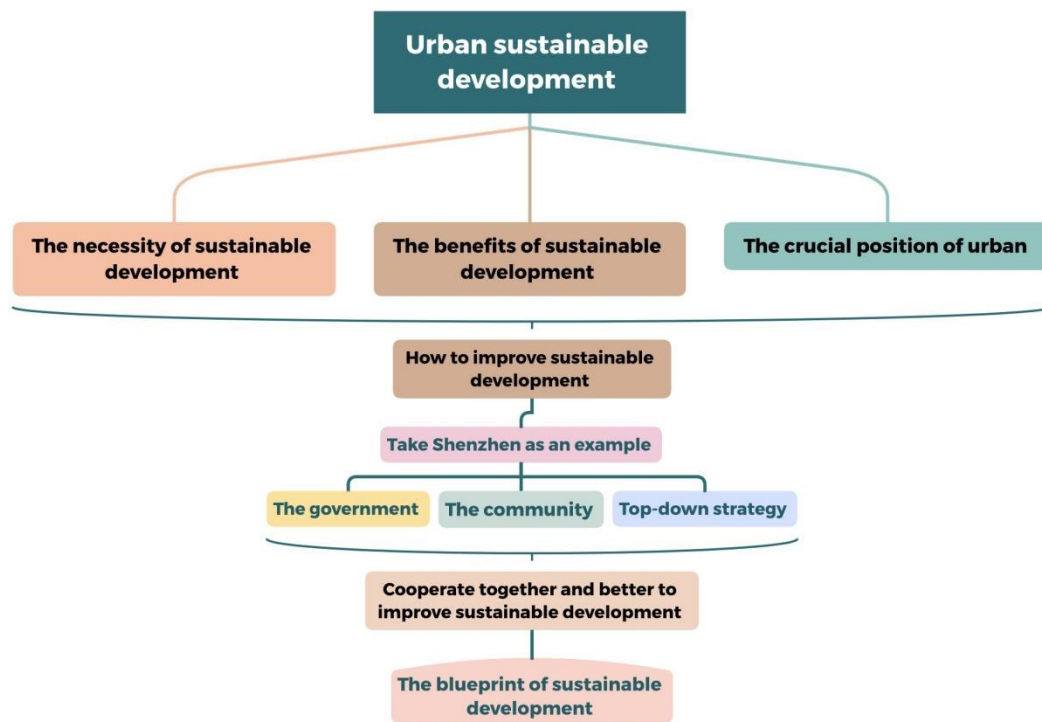 Urban sustainable
development
The necessity of sustainable
development
The benefits of sustainable
development
The crucial position of urban
How to improve sustainable
development
Take Shenzhen as an example
The government
The community
Top-down strategy
Cooperate together and better to
improve sustainable development
The blueprint of sustainable
development